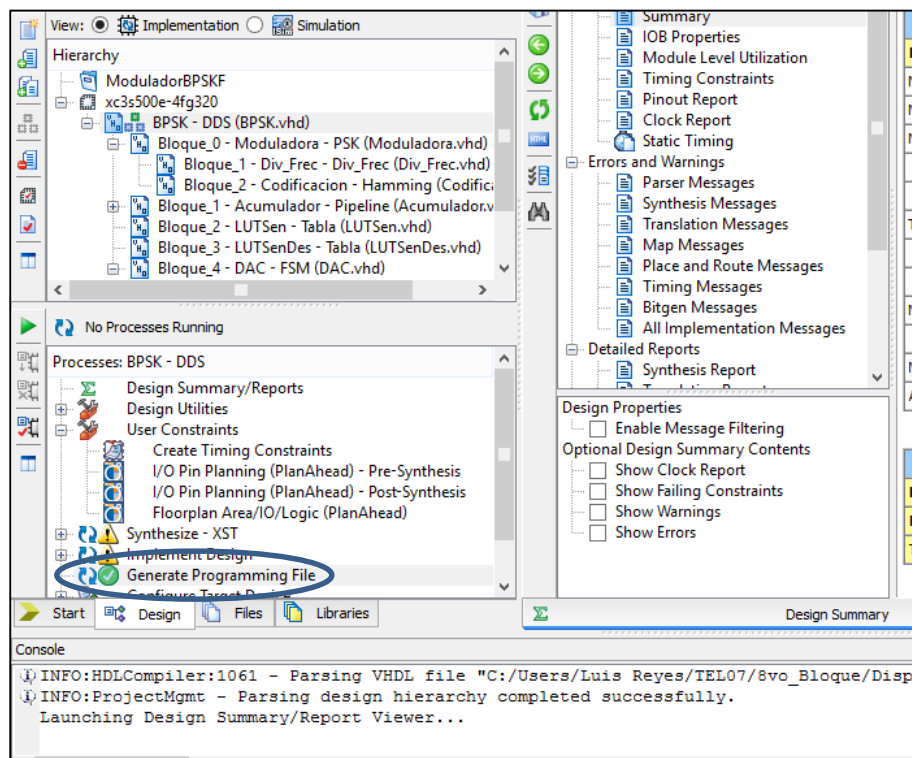 View: Implementation Simulation
Hierarchy
ModuladorBPSKF
xc3s500e-4fg320
BPSK - DDS (BPSK.vhd)
Bloque_0 - Moduladora - PSK (Moduladora.vhd)
Bloque_1 - Div_Frec - Div_Frec (Div_Frec.vhd)
Bloque_2 - Codificacion - Hamming (Codific
Bloque_1 - Acumulador - Pipeline (Acumulador.v
Bloque_2 - LUTSen - Tabla (LUTSen.vhd)
Bloque_3 - LUTSenDes - Tabla (LUTSenDes.vhd)
Bloque_4 - DAC - FSM (DAC.vhd)
No Processes Running
Processes: BPSK - DDS
Design Summary/Reports
Design Utilities
User Constraints
Create Timing Constraints
I/O Pin Planning (PlanAhead) - Pre-Synthesis
I/O Pin Planning (PlanAhead) - Post-Synthesis
Floorplan Area/IO/Logic (PlanAhead)
Synthesize - XST
Implement Design
Generate Programming File
Configure Target Device
Start Design Files Libraries
Summary
IOB Properties
Module Level Utilization
Timing Constraints
Pinout Report
Clock Report
Static Timing
Errors and Warnings
Parser Messages
Synthesis Messages
Translation Messages
Map Messages
Place and Route Messages
Timing Messages
Bitgen Messages
All Implementation Messages
Detailed Reports
Synthesis Report
Design Properties
Enable Message Filtering
Optional Design Summary Contents
Show Clock Report
Show Failing Constraints
Show Warnings
Show Errors
Design Summary
Console
INFO:HDLCompiler:1061 - Parsing VHDL file "C:/Users/Luis Reyes/TEL07/8vo_Bloque/Disp
INFO:ProjectMgmt - Parsing design hierarchy completed successfully.
Launching Design Summary/Report Viewer...